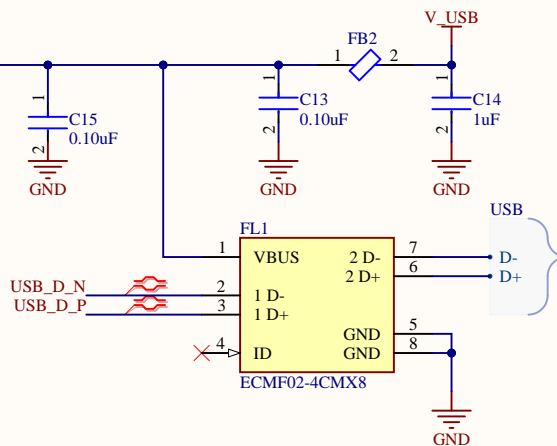 V_USB
FB2
1 2
1 1 1
C15 C13 C14
0.10uF 0.10uF 1uF
2 2 2
GND GND GND
FL1 USB
1 VBUS 2 D- 7 D-
2 D+ 6 D+
USB_D_N 2 1 D-
USB_D_P 3 1 D+
GND 5
4 ID GND 8
ECMF02-4CMX8
GND